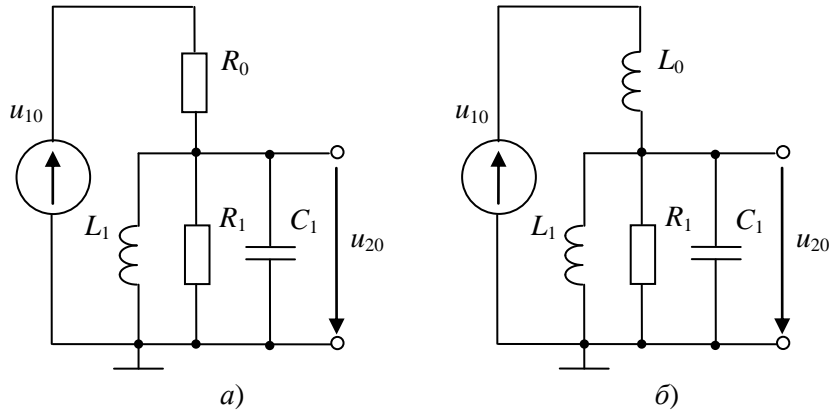 R₀
u₁₀
L₁
R₁
C₁
u₂₀
а)
L₀
u₁₀
L₁
R₁
C₁
u₂₀
б)